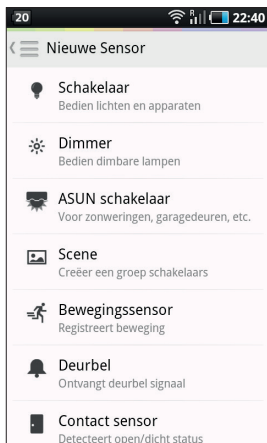 20
R
22:40
Nieuwe Sensor
Schakelaar
Bedien lichten en apparaten
Dimmer
Bedien dimbare lampen
ASUN schakelaar
Voor zonweringen, garagedeuren, etc.
Scene
Creëer een groep schakelaars
Bewegingssensor
Registreert beweging
Deurbel
Ontvangt deurbel signaal
Contact sensor
Detecteert open/dicht status